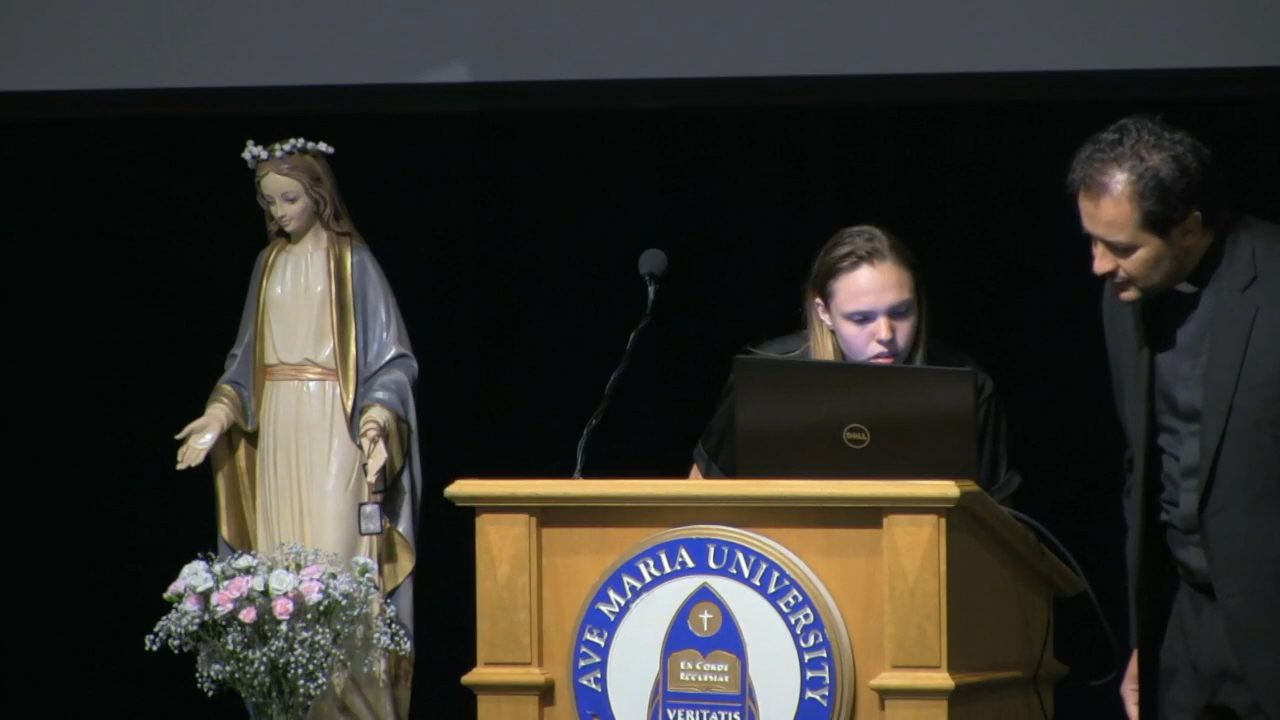 DELL
AVE MARIA UNIVERSITY
EX CORDE
ECCLESIAE
VERITATIS